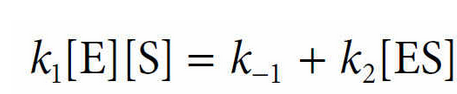 k₁[E][S] = k₋₁ + k₂[ES]